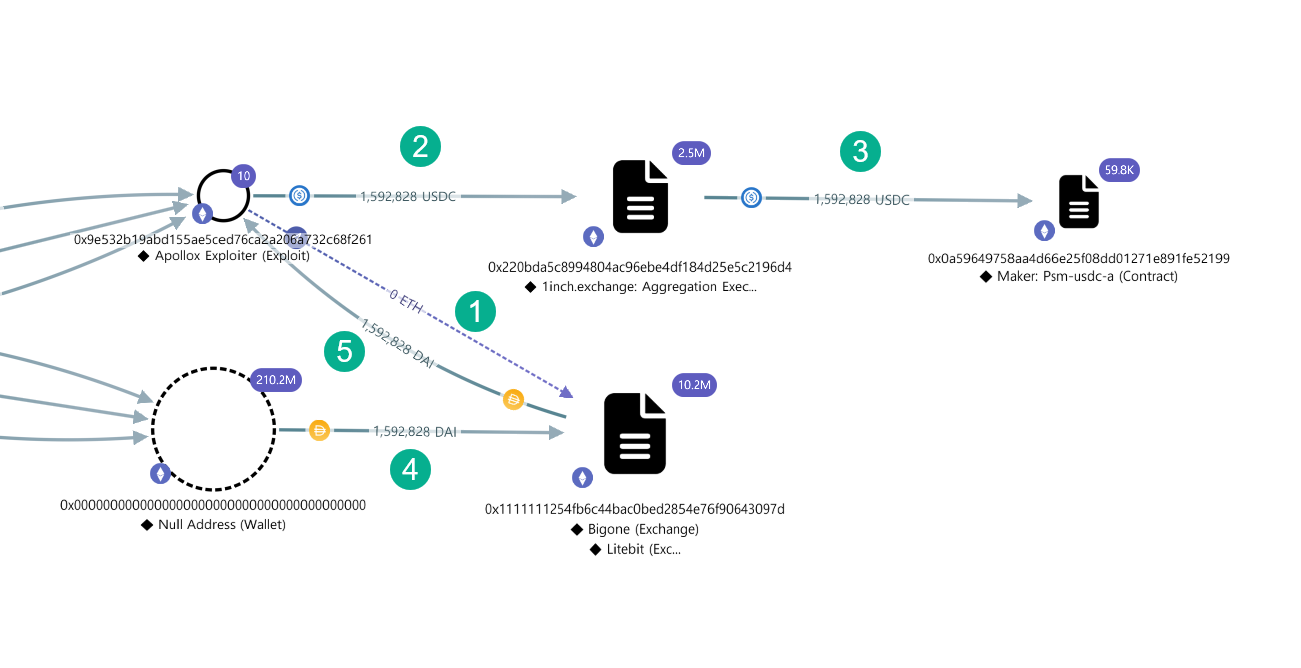 2
3
2.5M
1,592,828 USDC
1,592,828 USDC
10
59.8K
0x9e532b19abd155ae5ced76ca2a206a732c68f261
Apollox Exploiter (Exploit)
0x220bda5c8994804ac96ebe4df184d25e5c2196d4
1inch.exchange: Aggregation Exec...
0x0a59649758aa4d66e25f08dd01271e891fe52199
Maker: Psm-usdc-a (Contract)
0 ETH
1
1,592,828 DAI
5
210.2M
10.2M
1,592,828 DAI
4
0x0000000000000000000000000000000000000000
Null Address (Wallet)
0x1111111254fb6c44bac0bed2854e76f90643097d
Bigone (Exchange)
Litebit (Exc...